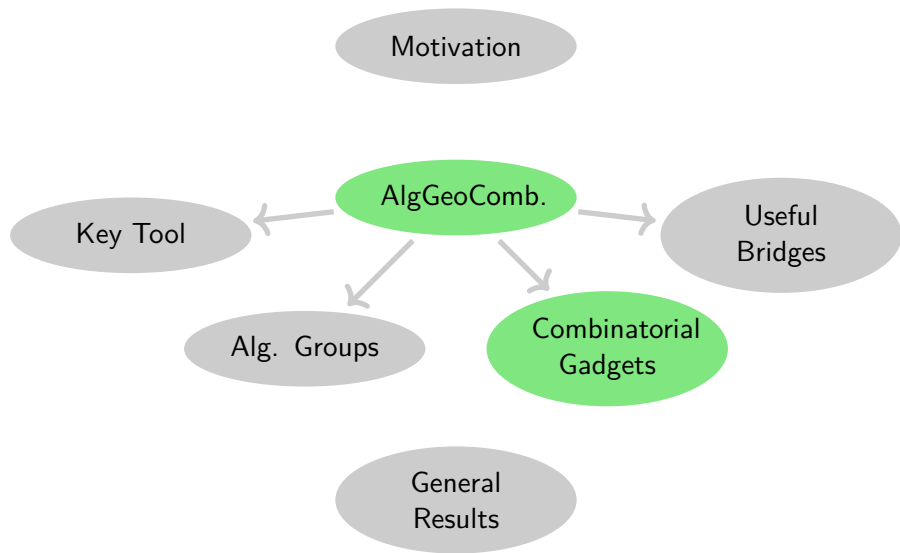 Motivation
AlgGeoComb.
Key Tool
Useful
Bridges
Alg. Groups
Combinatorial
Gadgets
General
Results